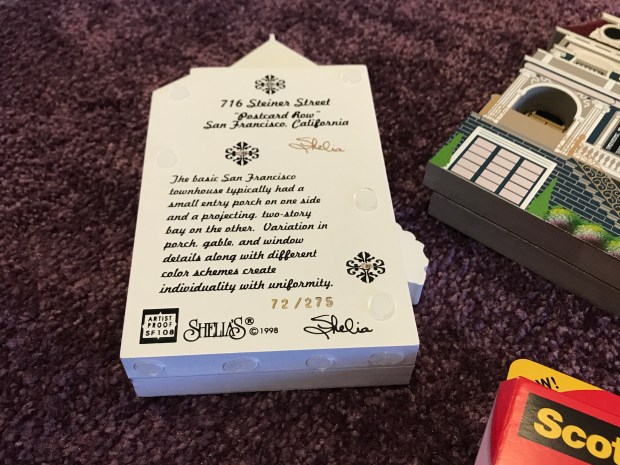 716 Steiner Street
"Postcard Row"
San Francisco, California
Shelia
The basic San Francisco
townhouse typically had a
small entry porch on one side
and a projecting, two-story
bay on the other. Variation in
porch, gable, and window
details along with different
color schemes create
individuality with uniformity.
72/275
ARTIST
PROOF
SF108
SHELIA'S® ©1998
Shelia
W!
Scot